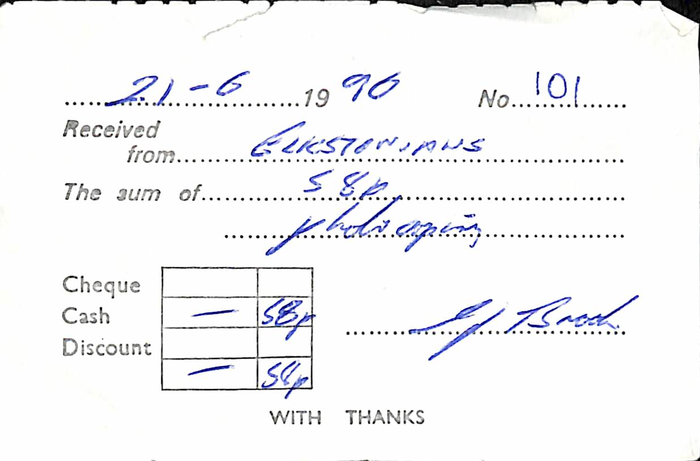 21-6 1990 No. 101
Received
from ELKSTONIANS
The sum of 58p
photocopying
Cheque
Cash — 58p
Discount
— 58p
WITH THANKS